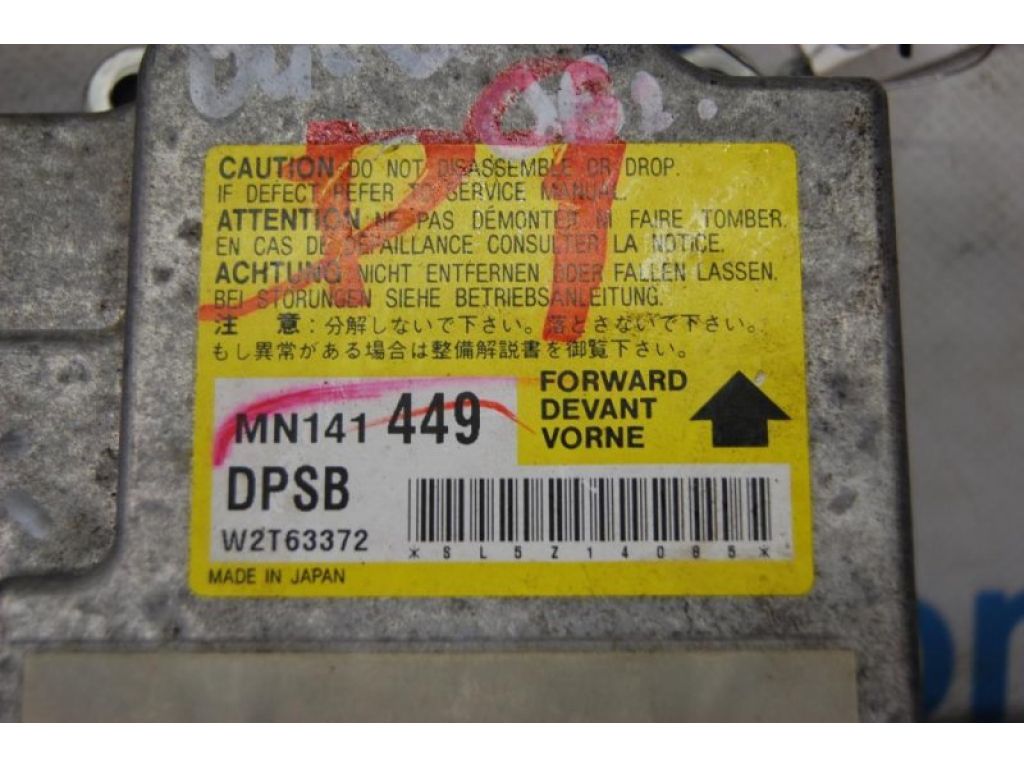 OBL.
R9
CAUTION DO NOT DISASSEMBLE OR DROP.
IF DEFECT REFER TO SERVICE MANUAL.
ATTENTION NE PAS DÉMONTER NI FAIRE TOMBER.
EN CAS DE DEFAILLANCE CONSULTER LA NOTICE.
ACHTUNG NICHT ENTFERNEN ODER FALLEN LASSEN.
BEI STÖRUNGEN SIEHE BETRIEBSANLEITUNG.
注 意:分解しないで下さい。落とさないで下さい。
もし異常がある場合は整備解説書を御覧下さい。
MN141 449
FORWARD
DEVANT
VORNE
DPSB
W2T63372
*SL5Z14085*
MADE IN JAPAN